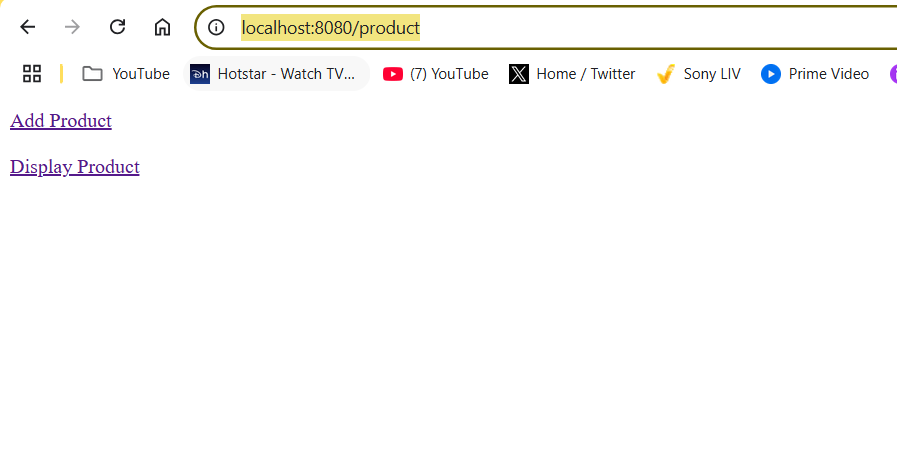 localhost:8080/product
YouTube Hotstar - Watch TV... (7) YouTube Home / Twitter Sony LIV Prime Video
Add Product
Display Product